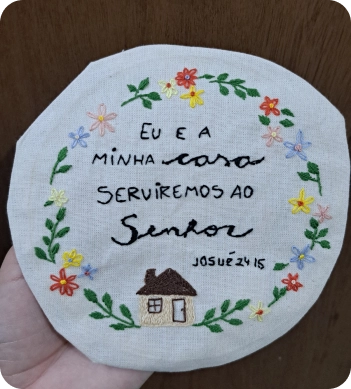 EU E A
MINHA casa
SERVIREMOS AO
Senhor
JOSUÉ 24 15